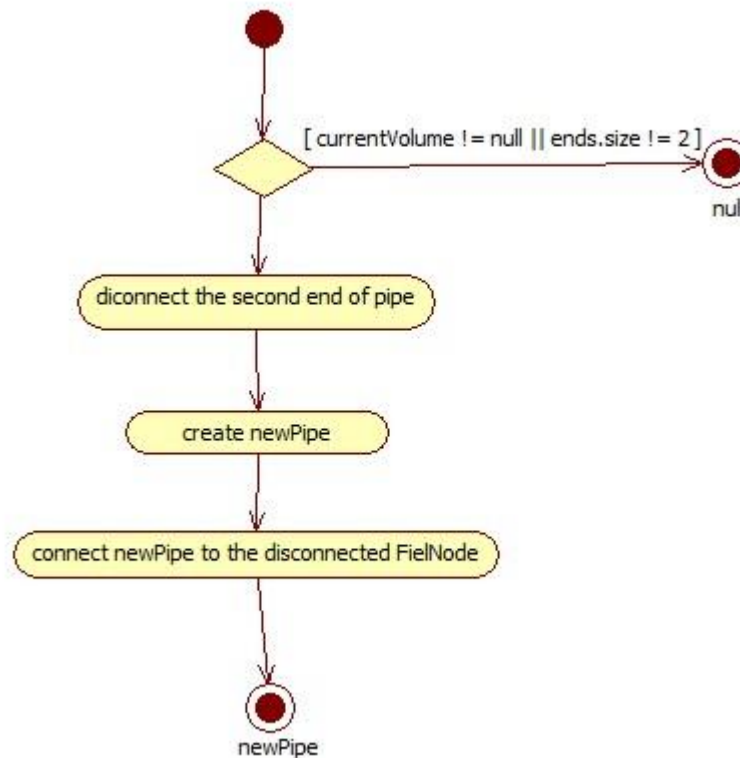 [ currentVolume != null || ends.size != 2 ]
nul
diconnect the second end of pipe
create newPipe
connect newPipe to the disconnected FielNode
newPipe